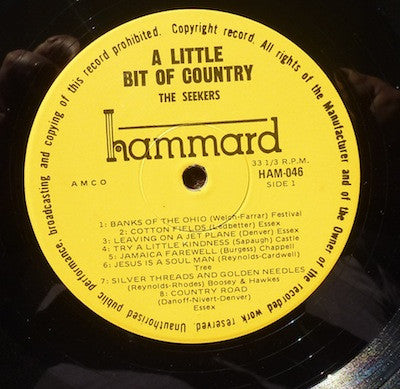 Unauthorised public performance, broadcasting and copying of this record prohibited. Copyright record. All rights of the Manufacturer and of the Owner of the recorded work reserved.
A LITTLE
BIT OF COUNTRY
THE SEEKERS
hammard
33 1/3 R.P.M.
AMCO
HAM-046
SIDE 1
1: BANKS OF THE OHIO (Welch-Farrar) Festival
2: COTTON FIELDS (Ledbetter) Essex
3: LEAVING ON A JET PLANE (Denver) Essex
4: TRY A LITTLE KINDNESS (Sapaugh) Castle
5: JAMAICA FAREWELL (Burgess) Chappell
6: JESUS IS A SOUL MAN (Reynolds-Cardwell)
Tree
7: SILVER THREADS AND GOLDEN NEEDLES
(Reynolds-Rhodes) Boosey & Hawkes
8: COUNTRY ROAD
(Danoff-Nivert-Denver)
Essex